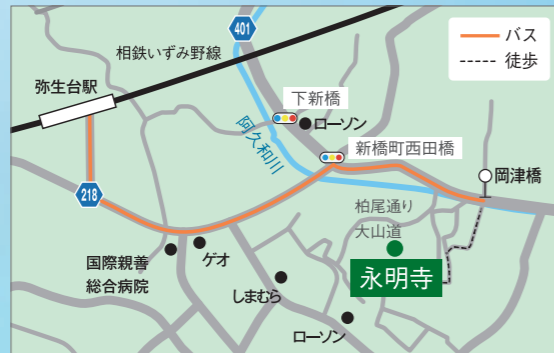 401
バス
徒歩
相鉄いずみ野線
弥生台駅
下新橋
ローソン
阿久和川
新橋町西田橋
岡津橋
218
柏尾通り
大山道
国際親善
総合病院
ゲオ
永明寺
しまむら
ローソン